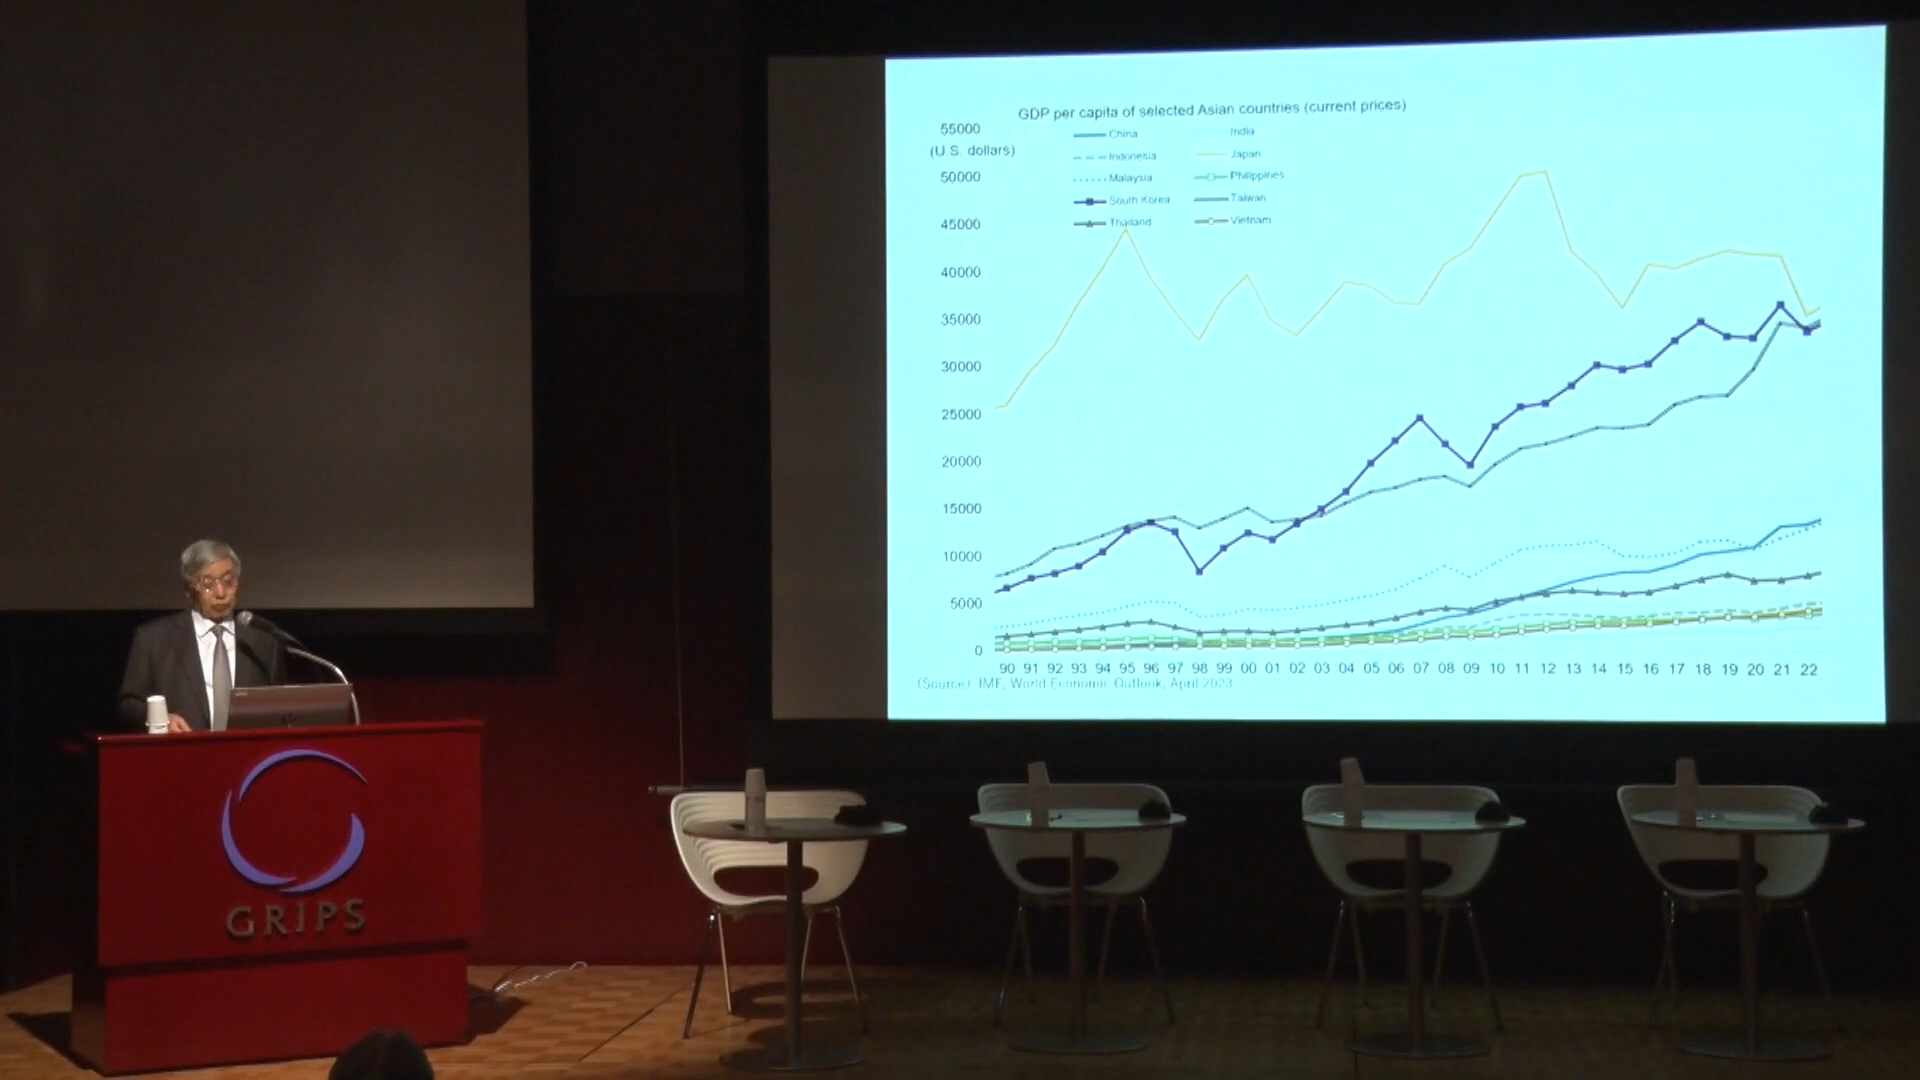 GDP per capita of selected Asian countries (current prices)
55000
(U.S. dollars)
50000
45000
40000
35000
30000
25000
20000
15000
10000
5000
0
China
India
Indonesia
Japan
Malaysia
Philippines
South Korea
Taiwan
Thailand
Vietnam
90 91 92 93 94 95 96 97 98 99 00 01 02 03 04 05 06 07 08 09 10 11 12 13 14 15 16 17 18 19 20 21 22
(Source) IMF, World Economic Outlook, April 2023
GRIPS